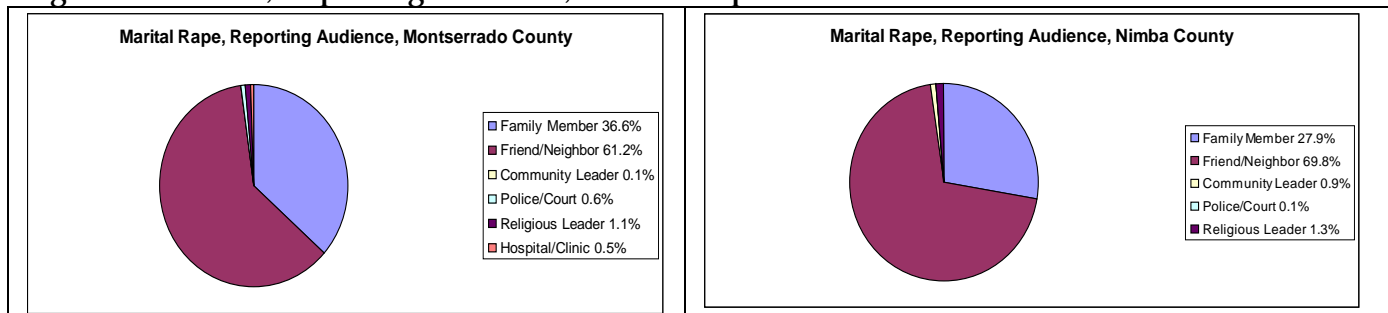 Marital Rape, Reporting Audience, Montserrado County
Family Member 36.6%
Friend/Neighbor 61.2%
Community Leader 0.1%
Police/Court 0.6%
Religious Leader 1.1%
Hospital/Clinic 0.5%
Marital Rape, Reporting Audience, Nimba County
Family Member 27.9%
Friend/Neighbor 69.8%
Community Leader 0.9%
Police/Court 0.1%
Religious Leader 1.3%